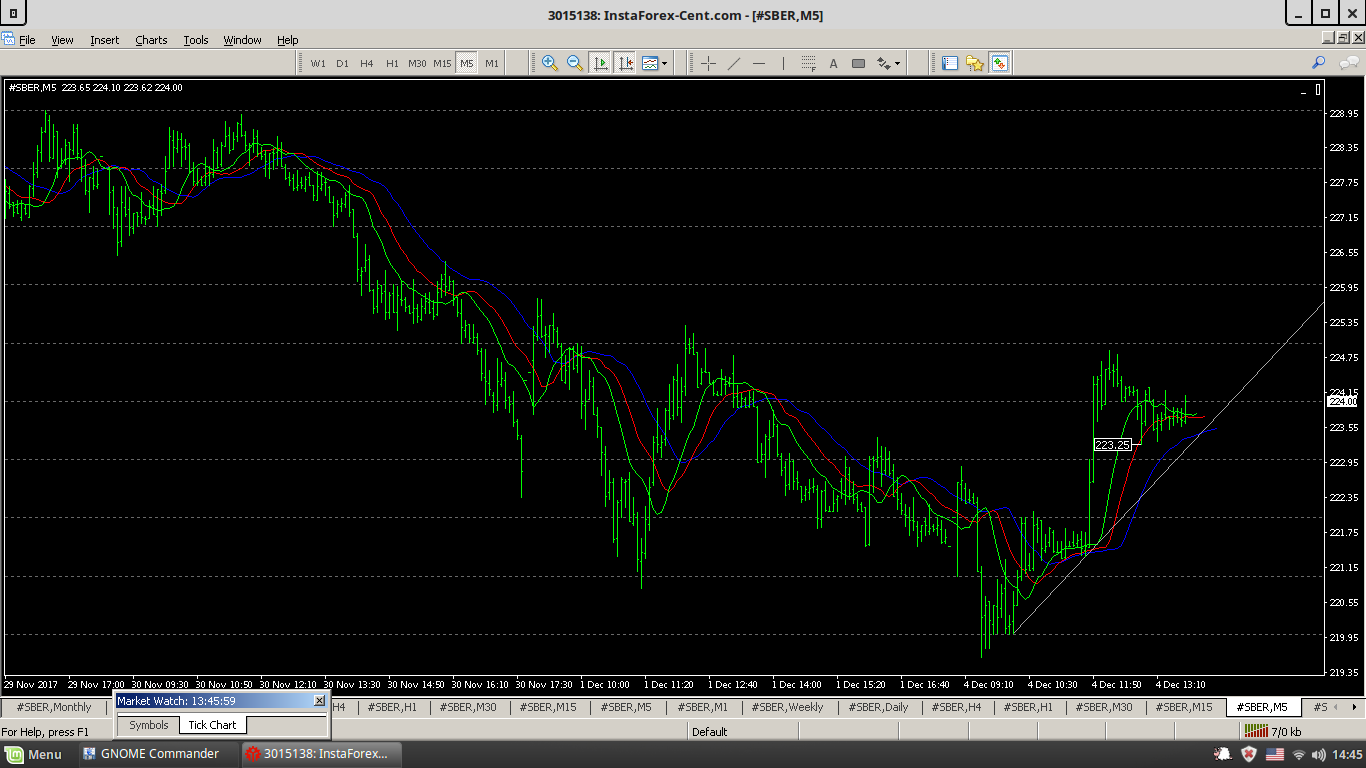 3015138: InstaForex-Cent.com - [#SBER,M5]
File View Insert Charts Tools Window Help
W1 D1 H4 H1 M30 M15 M5 M1
A
#SBER,M5 223.65 224.10 223.62 224.00
228.95
228.35
227.75
227.15
226.55
225.95
225.35
224.75
224.15
224.00
223.55
223.25
222.95
222.35
221.75
221.15
220.55
219.95
219.35
29 Nov 2017 29 Nov 17:00 30 Nov 09:30 30 Nov 10:50 30 Nov 12:10 30 Nov 13:30 30 Nov 14:50 30 Nov 16:10 1 Dec 10:00 1 Dec 11:20 1 Dec 12:40 1 Dec 14:00 1 Dec 15:20 1 Dec 16:40 4 Dec 09:10 4 Dec 10:30 4 Dec 11:50 4 Dec 13:10
Market Watch: 13:45:59
#SBER,Monthly H4 #SBER,H1 #SBER,M30 #SBER,M15 #SBER,M5 #SBER,M1 #SBER,Weekly #SBER,Daily #SBER,H4 #SBER,H1 #SBER,M30 #SBER,M15 #SBER,M5 #S
Symbols Tick Chart
For Help, press F1 Default 7/0 kb
Menu GNOME Commander 3015138: InstaForex... 14:45